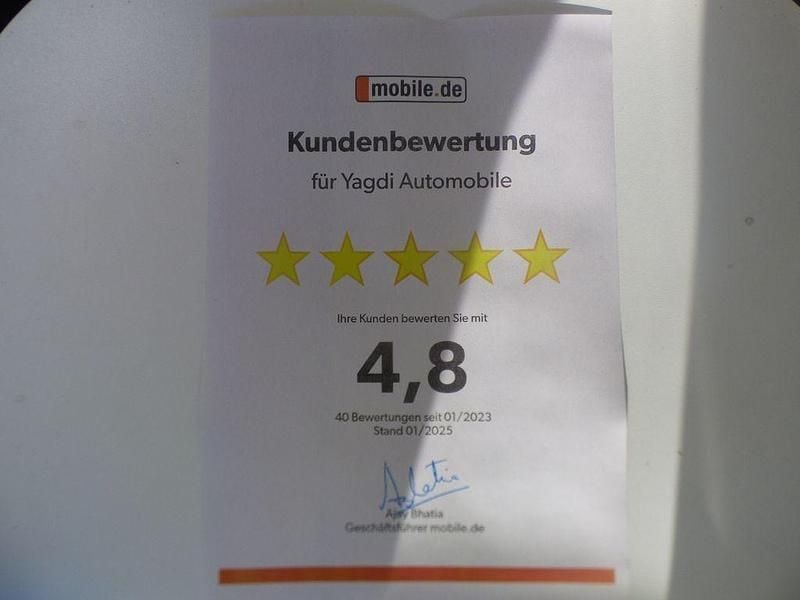 mobile.de
Kundenbewertung
für Yagdi Automobile
Ihre Kunden bewerten Sie mit
4,8
40 Bewertungen seit 01/2023
Stand 01/2025
Ajay Bhatia
Geschäftsführer mobile.de